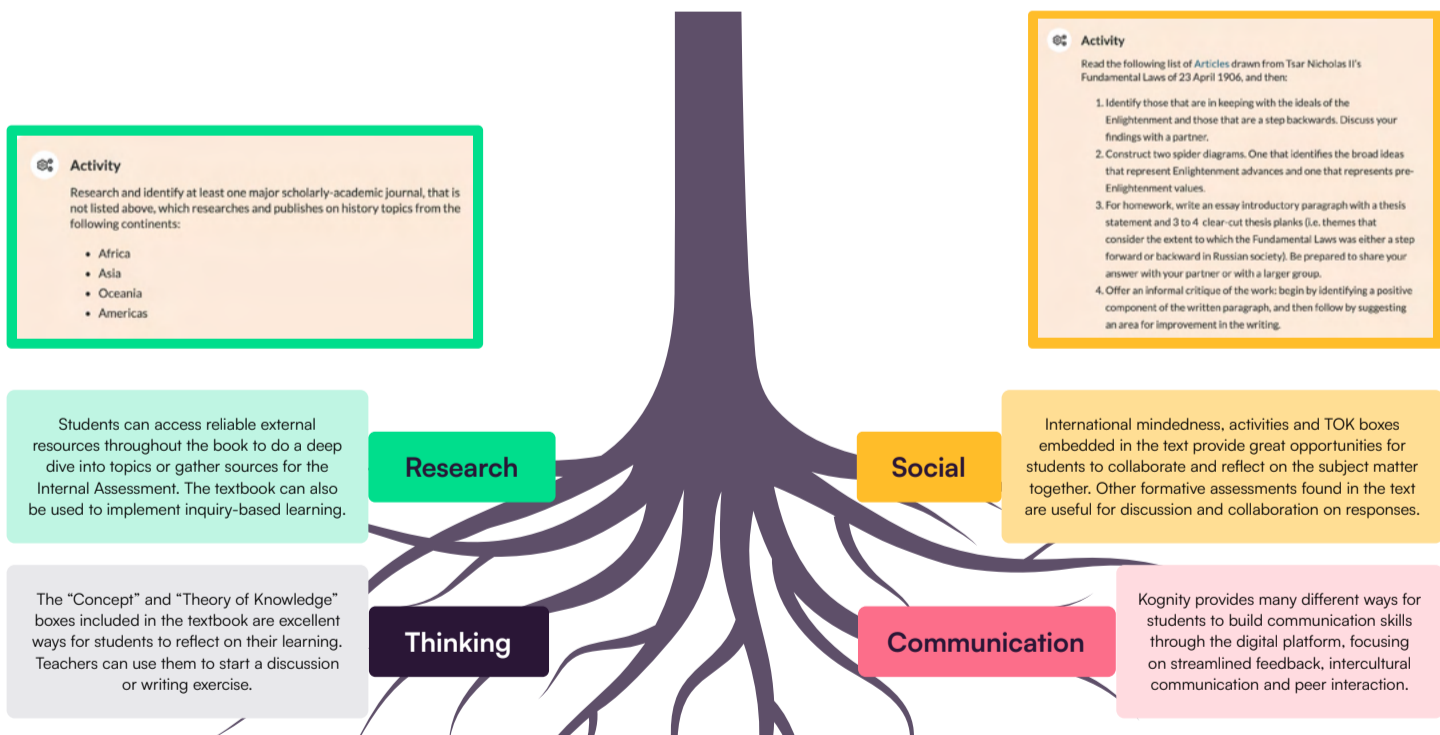 Activity
Research and identify at least one major scholarly-academic journal, that is
not listed above, which researches and publishes on history topics from the
following continents:
• Africa
• Asia
• Oceania
• Americas
Activity
Read the following list of Articles drawn from Tsar Nicholas II's
Fundamental Laws of 23 April 1906, and then:
1. Identify those that are in keeping with the ideals of the
Enlightenment and those that are a step backwards. Discuss your
findings with a partner.
2. Construct two spider diagrams. One that identifies the broad ideas
that represent Enlightenment advances and one that represents pre-
Enlightenment values.
3. For homework, write an essay introductory paragraph with a thesis
statement and 3 to 4 clear-cut thesis planks (i.e. themes that
consider the extent to which the Fundamental Laws was either a step
forward or backward in Russian society). Be prepared to share your
answer with your partner or with a larger group.
4. Offer an informal critique of the work: begin by identifying a positive
component of the written paragraph, and then follow by suggesting
an area for improvement in the writing.
Students can access reliable external
resources throughout the book to do a deep
dive into topics or gather sources for the
Internal Assessment. The textbook can also
be used to implement inquiry-based learning.
Research
Social
International mindedness, activities and TOK boxes
embedded in the text provide great opportunities for
students to collaborate and reflect on the subject matter
together. Other formative assessments found in the text
are useful for discussion and collaboration on responses.
The “Concept” and “Theory of Knowledge”
boxes included in the textbook are excellent
ways for students to reflect on their learning.
Teachers can use them to start a discussion
or writing exercise.
Thinking
Communication
Kognity provides many different ways for
students to build communication skills
through the digital platform, focusing
on streamlined feedback, intercultural
communication and peer interaction.